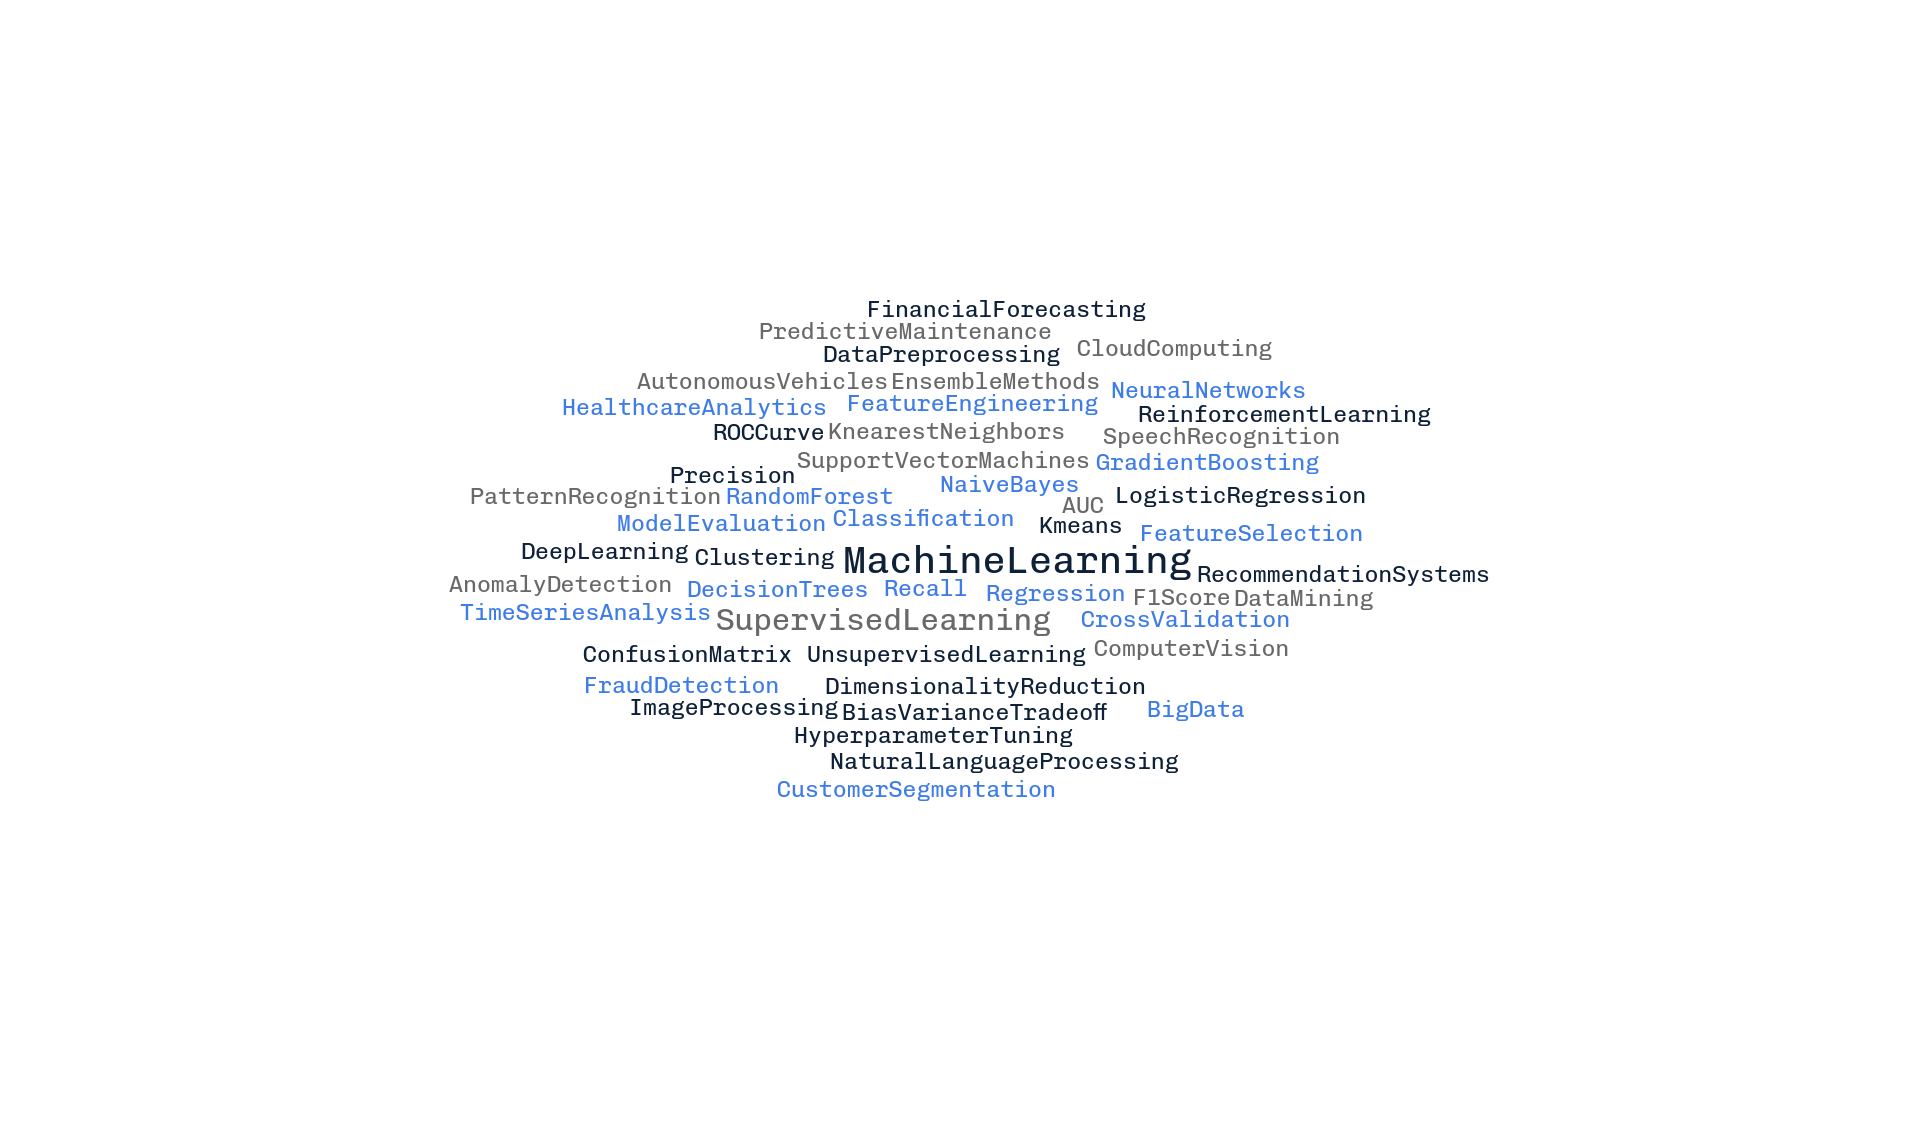 FinancialForecasting
PredictiveMaintenance
DataPreprocessing CloudComputing
AutonomousVehicles EnsembleMethods NeuralNetworks
HealthcareAnalytics FeatureEngineering ReinforcementLearning
ROCCurve KnearestNeighbors SpeechRecognition
SupportVectorMachines GradientBoosting
Precision NaiveBayes
PatternRecognition RandomForest AUC LogisticRegression
ModelEvaluation Classification Kmeans FeatureSelection
DeepLearning Clustering MachineLearning RecommendationSystems
AnomalyDetection DecisionTrees Recall Regression F1Score DataMining
TimeSeriesAnalysis SupervisedLearning CrossValidation
ConfusionMatrix UnsupervisedLearning ComputerVision
FraudDetection DimensionalityReduction
ImageProcessing BiasVarianceTradeoff BigData
HyperparameterTuning
NaturalLanguageProcessing
CustomerSegmentation